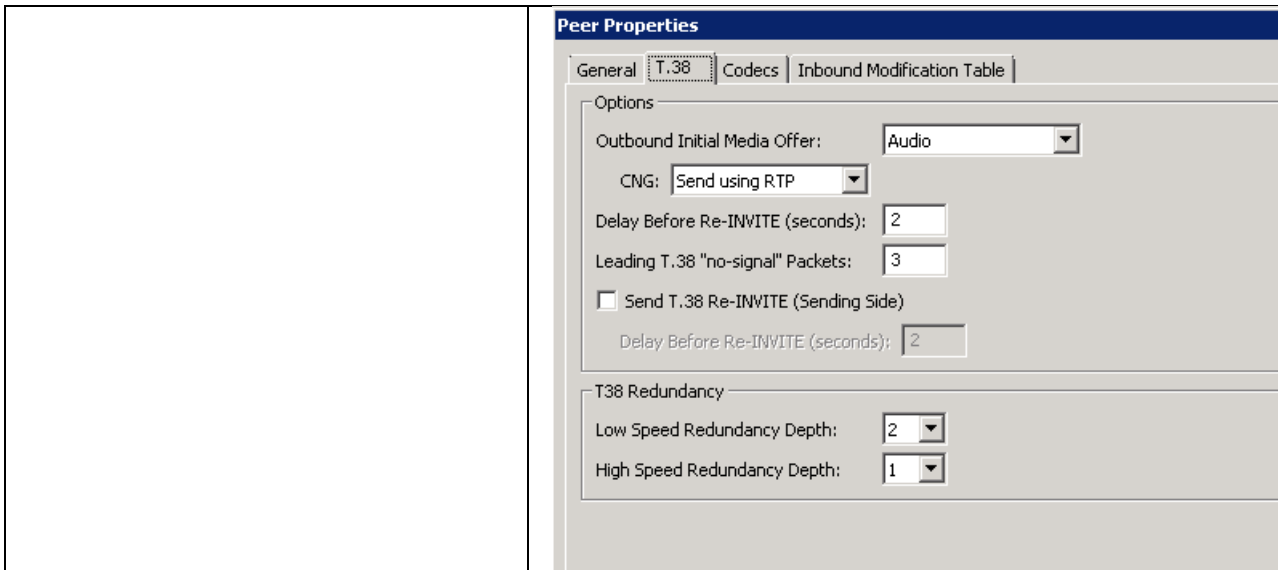 Peer Properties
General T.38 Codecs Inbound Modification Table
Options
Outbound Initial Media Offer: Audio
CNG: Send using RTP
Delay Before Re-INVITE (seconds): 2
Leading T.38 "no-signal" Packets: 3
Send T.38 Re-INVITE (Sending Side)
Delay Before Re-INVITE (seconds): 2
T38 Redundancy
Low Speed Redundancy Depth: 2
High Speed Redundancy Depth: 1